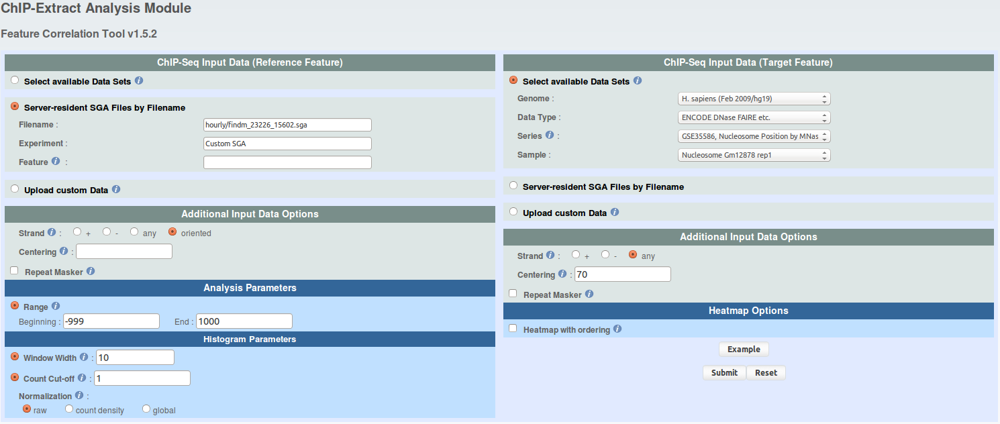 ChIP-Extract Analysis Module
Feature Correlation Tool v1.5.2
ChIP-Seq Input Data (Reference Feature)
Select available Data Sets i
Server-resident SGA Files by Filename
Filename : hourly/findm_23226_15602.sga
Experiment : Custom SGA
Feature i :
Upload custom Data i
Additional Input Data Options
Strand i : + - any oriented
Centering i :
Repeat Masker i
Analysis Parameters
Range i
Beginning : -999 End : 1000
Histogram Parameters
Window Width i : 10
Count Cut-off i : 1
Normalization i :
raw count density global
ChIP-Seq Input Data (Target Feature)
Select available Data Sets i
Genome : H. sapiens (Feb 2009/hg19)
Data Type : ENCODE DNase FAIRE etc.
Series i : GSE35586, Nucleosome Position by MNas
Sample : Nucleosome Gm12878 rep1
Server-resident SGA Files by Filename
Upload custom Data i
Additional Input Data Options
Strand i : + - any
Centering i : 70
Repeat Masker i
Heatmap Options
Heatmap with ordering i
Example
Submit Reset